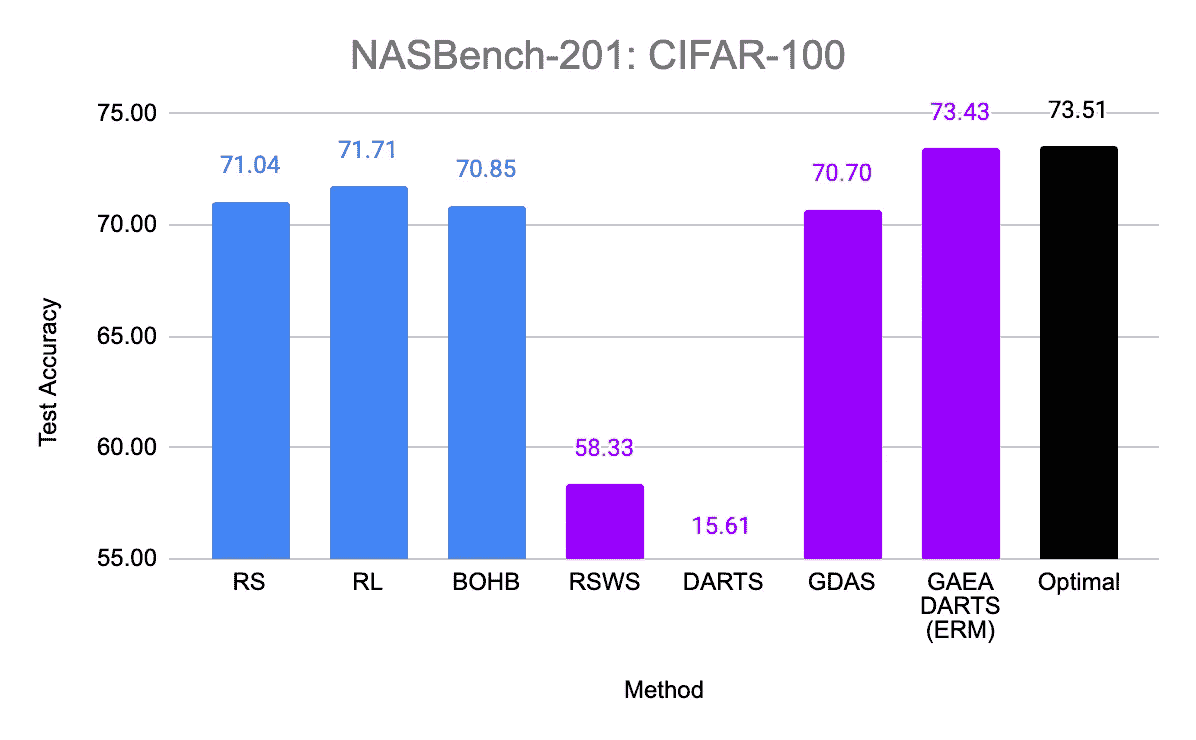 NASBench-201: CIFAR-100
75.00
70.00
65.00
60.00
55.00
Test Accuracy
71.04
71.71
70.85
58.33
15.61
70.70
73.43
73.51
RS
RL
BOHB
RSWS
DARTS
GDAS
GAEA
DARTS
(ERM)
Optimal
Method